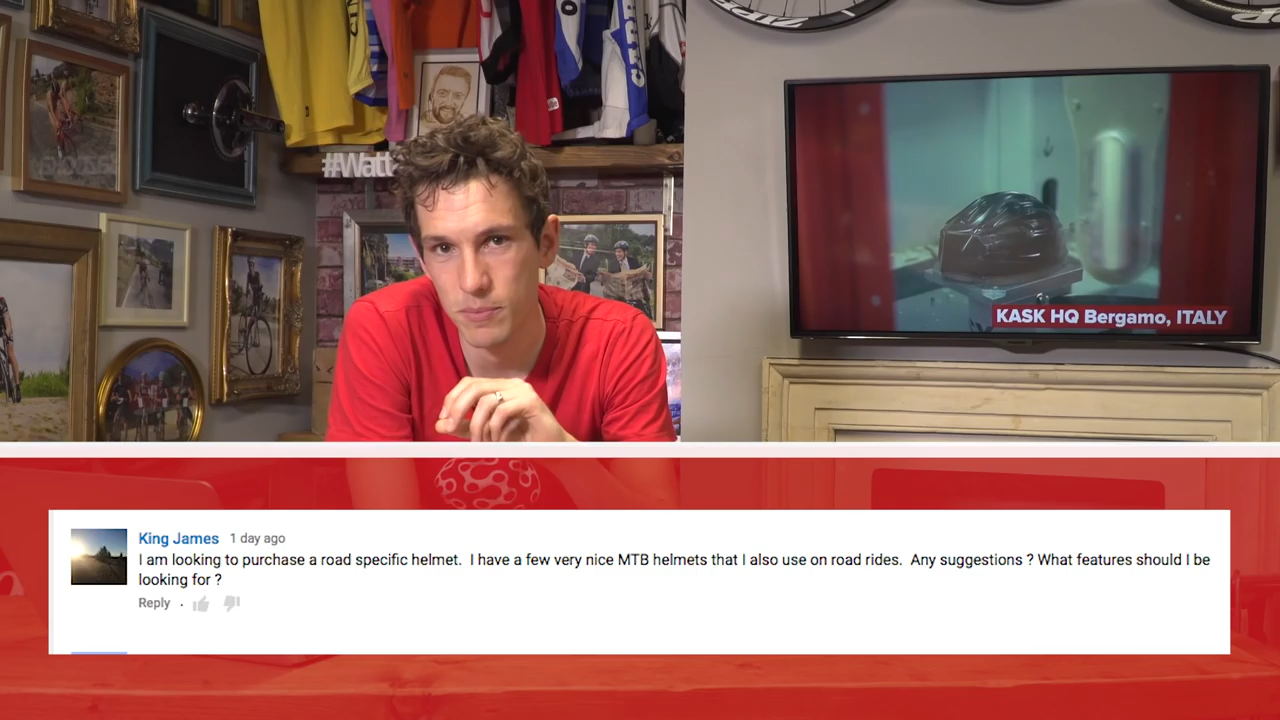 #Watt
ZIPP
KASK HQ Bergamo, ITALY
King James 1 day ago
I am looking to purchase a road specific helmet. I have a few very nice MTB helmets that I also use on road rides. Any suggestions ? What features should I be
looking for ?
Reply .